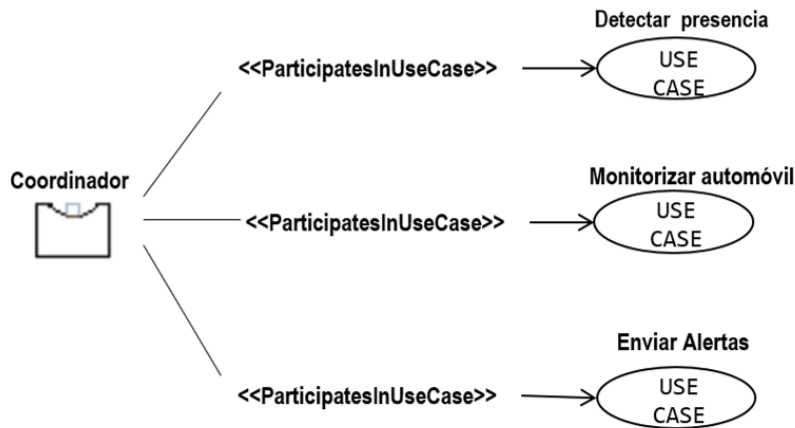 Detectar presencia
<<ParticipatesInUseCase>>
USE
CASE
Coordinador
Monitorizar automóvil
<<ParticipatesInUseCase>>
USE
CASE
Enviar Alertas
<<ParticipatesInUseCase>>
USE
CASE